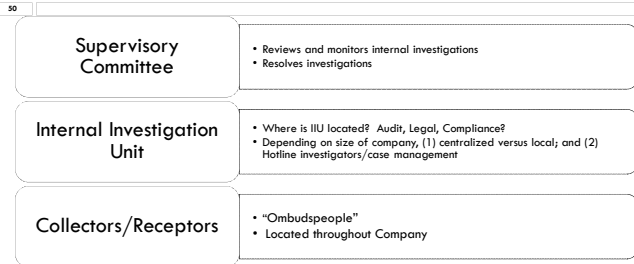 50
Supervisory
Committee
• Reviews and monitors internal investigations
• Resolves investigations
Internal Investigation
Unit
• Where is IIU located?  Audit, Legal, Compliance?
• Depending on size of company, (1) centralized versus local; and (2)
Hotline investigators/case management
Collectors/Receptors
• “Ombudspeople”
• Located throughout Company